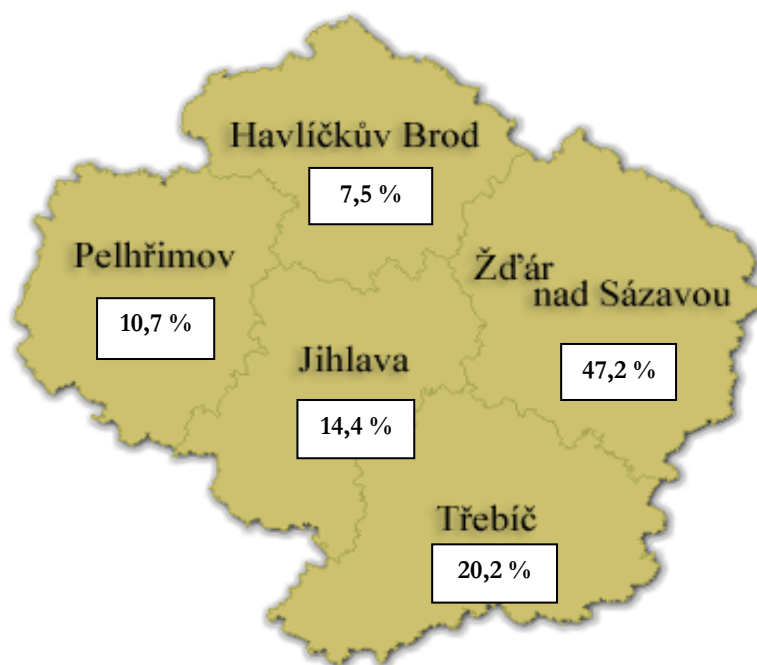 Havlíčkův Brod
7,5 %
Pelhřimov
10,7 %
Žďár
nad Sázavou
47,2 %
Jihlava
14,4 %
Třebíč
20,2 %